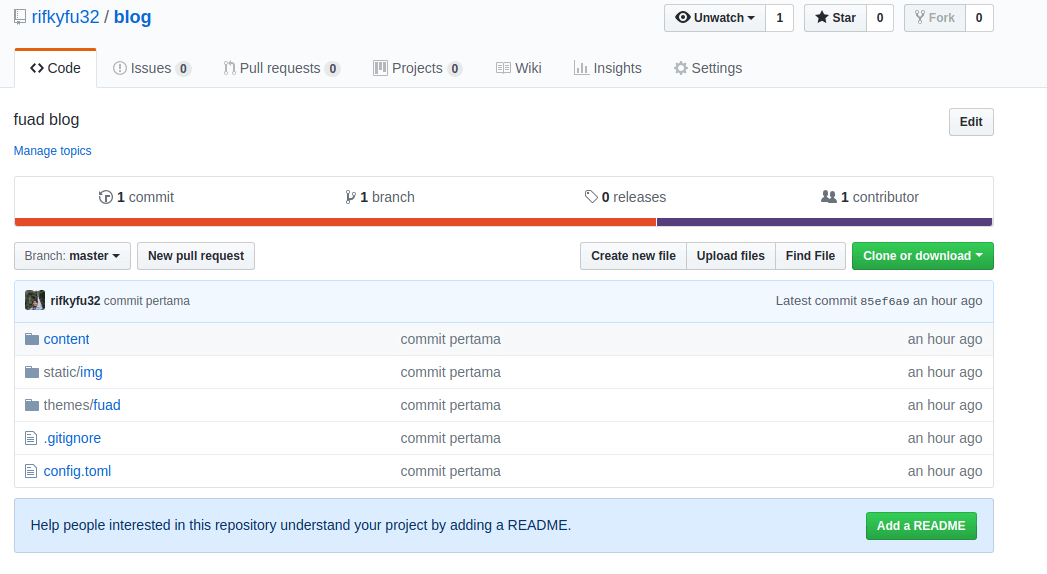 rifkyfu32 / blog Unwatch 1 Star 0 Fork 0
Code Issues 0 Pull requests 0 Projects 0 Wiki Insights Settings
fuad blog Edit
Manage topics
1 commit 1 branch 0 releases 1 contributor
Branch: master New pull request Create new file Upload files Find File Clone or download
rifkyfu32 commit pertama Latest commit 85ef6a9 an hour ago
content commit pertama an hour ago
static/img commit pertama an hour ago
themes/fuad commit pertama an hour ago
.gitignore commit pertama an hour ago
config.toml commit pertama an hour ago
Help people interested in this repository understand your project by adding a README. Add a README